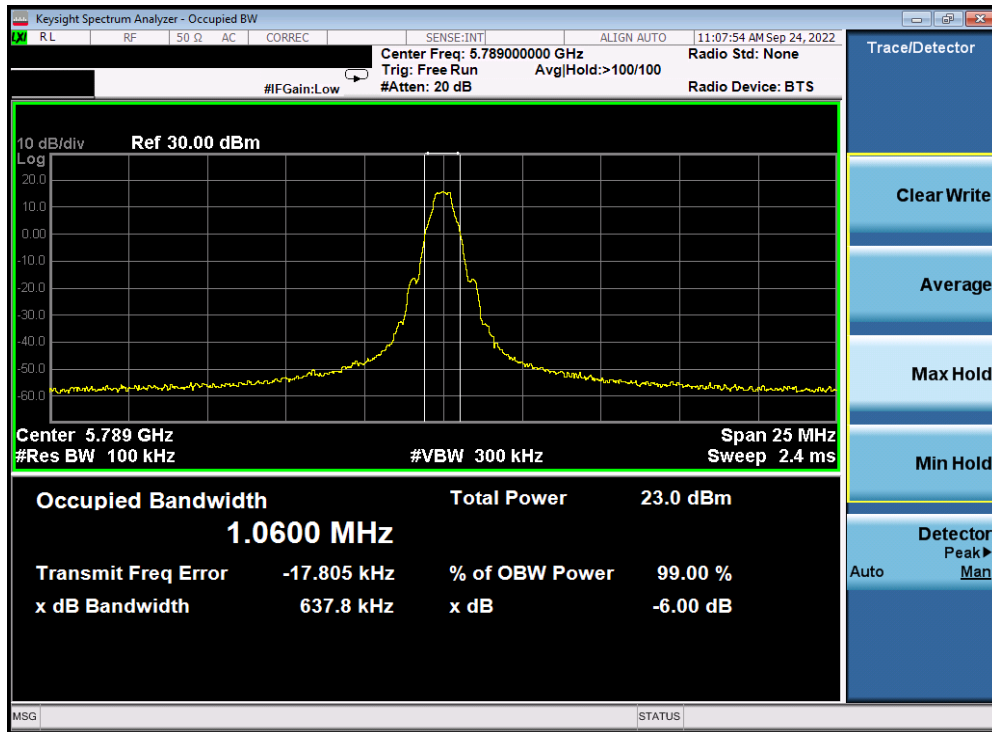 Keysight Spectrum Analyzer - Occupied BW
LXI RL RF 50 Ω AC CORREC SENSE:INT ALIGN AUTO 11:07:54 AM Sep 24, 2022
Center Freq: 5.789000000 GHz Radio Std: None
Trig: Free Run Avg|Hold:>100/100
#IFGain:Low #Atten: 20 dB Radio Device: BTS
Trace/Detector
10 dB/div Ref 30.00 dBm
Log
20.0
10.0
0.00
-10.0
-20.0
-30.0
-40.0
-50.0
-60.0
Center 5.789 GHz Span 25 MHz
#Res BW 100 kHz #VBW 300 kHz Sweep 2.4 ms
Occupied Bandwidth Total Power 23.0 dBm
1.0600 MHz
Transmit Freq Error -17.805 kHz % of OBW Power 99.00 %
x dB Bandwidth 637.8 kHz x dB -6.00 dB
Clear Write
Average
Max Hold
Min Hold
Detector
Peak▶
Auto Man
MSG STATUS